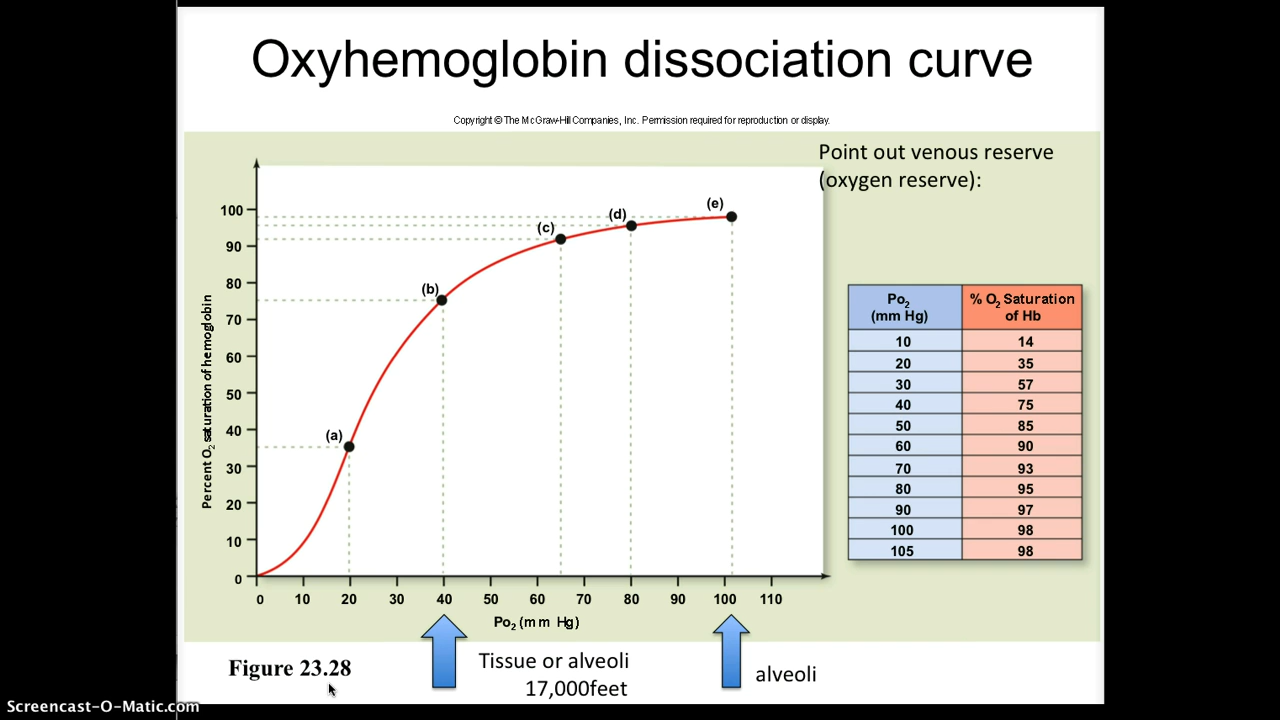 Oxyhemoglobin dissociation curve
Copyright © The McGraw-Hill Companies, Inc. Permission required for reproduction or display.
Point out venous reserve
(oxygen reserve):
Percent O2 saturation of hemoglobin
100
90
80
70
60
50
40
30
20
10
0
(a)
(b)
(c)
(d)
(e)
0 10 20 30 40 50 60 70 80 90 100 110
Po2 (mm Hg)
Po2 % O2 Saturation
(mm Hg) of Hb
10 14
20 35
30 57
40 75
50 85
60 90
70 93
80 95
90 97
100 98
105 98
Figure 23.28
Tissue or alveoli
17,000feet
alveoli
Screencast-O-Matic.com